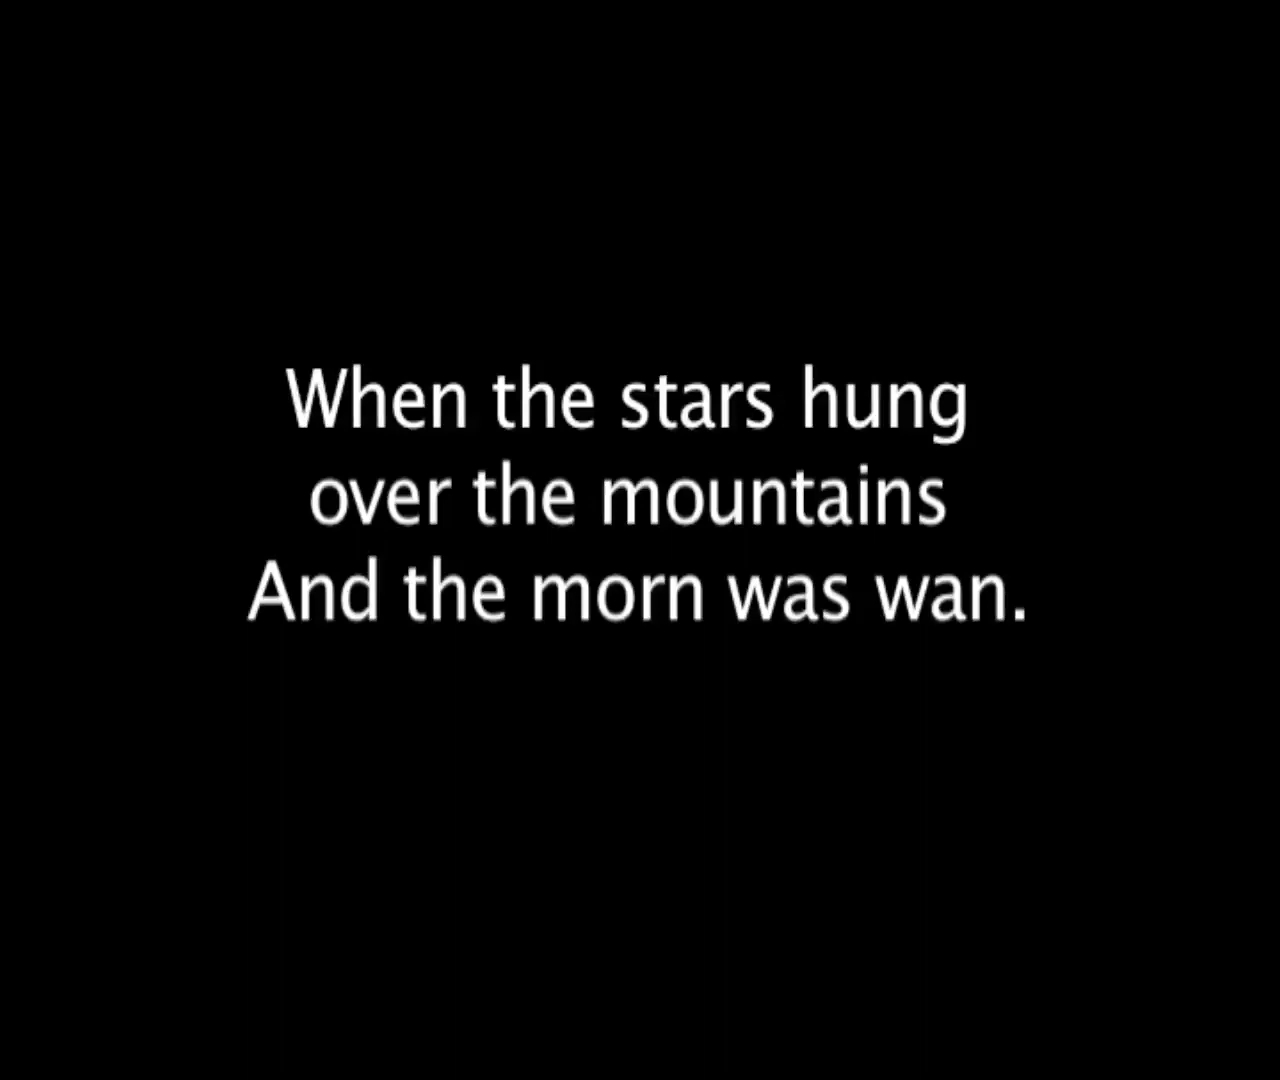 When the stars hung
over the mountains
And the morn was wan.